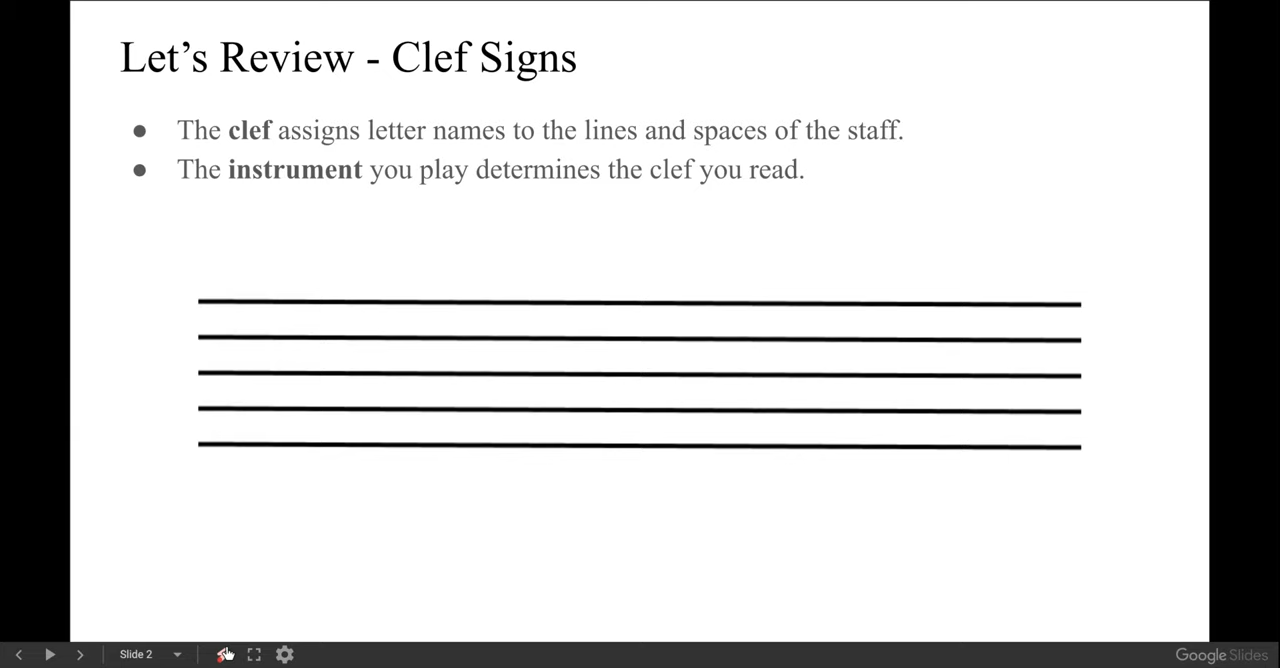 Let's Review - Clef Signs
● The clef assigns letter names to the lines and spaces of the staff.
● The instrument you play determines the clef you read.
Slide 2
Google Slides